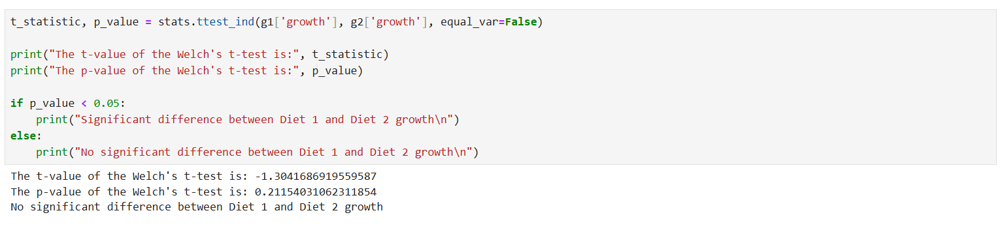 t_statistic, p_value = stats.ttest_ind(g1['growth'], g2['growth'], equal_var=False)
print("The t-value of the Welch's t-test is:", t_statistic)
print("The p-value of the Welch's t-test is:", p_value)
if p_value < 0.05:
    print("Significant difference between Diet 1 and Diet 2 growth\n")
else:
    print("No significant difference between Diet 1 and Diet 2 growth\n")
The t-value of the Welch's t-test is: -1.3041686919559587
The p-value of the Welch's t-test is: 0.21154031062311854
No significant difference between Diet 1 and Diet 2 growth